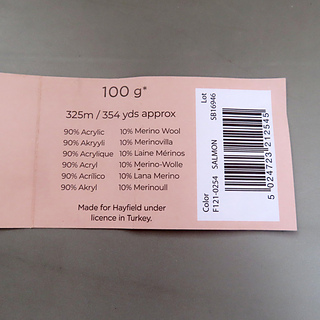 100 g*
325m / 354 yds approx
90% Acrylic 10% Merino Wool
90% Akryyli 10% Merinovilla
90% Acrylique 10% Laine Mérinos
90% Acryl 10% Merino-Wolle
90% Acrílico 10% Lana Merino
90% Akryl 10% Merinoull
Made for Hayfield under
licence in Turkey.
Lot
SB16946
Color
F121-0254 SALMON
5 024723 212545